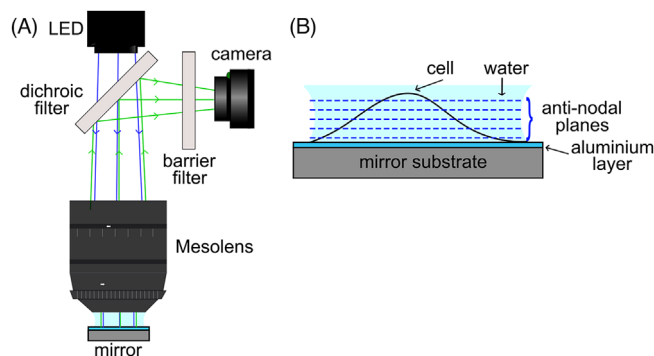 (A)
LED
camera
dichroic
filter
barrier
filter
Mesolens
mirror
(B)
cell
water
anti-nodal
planes
aluminium
layer
mirror substrate